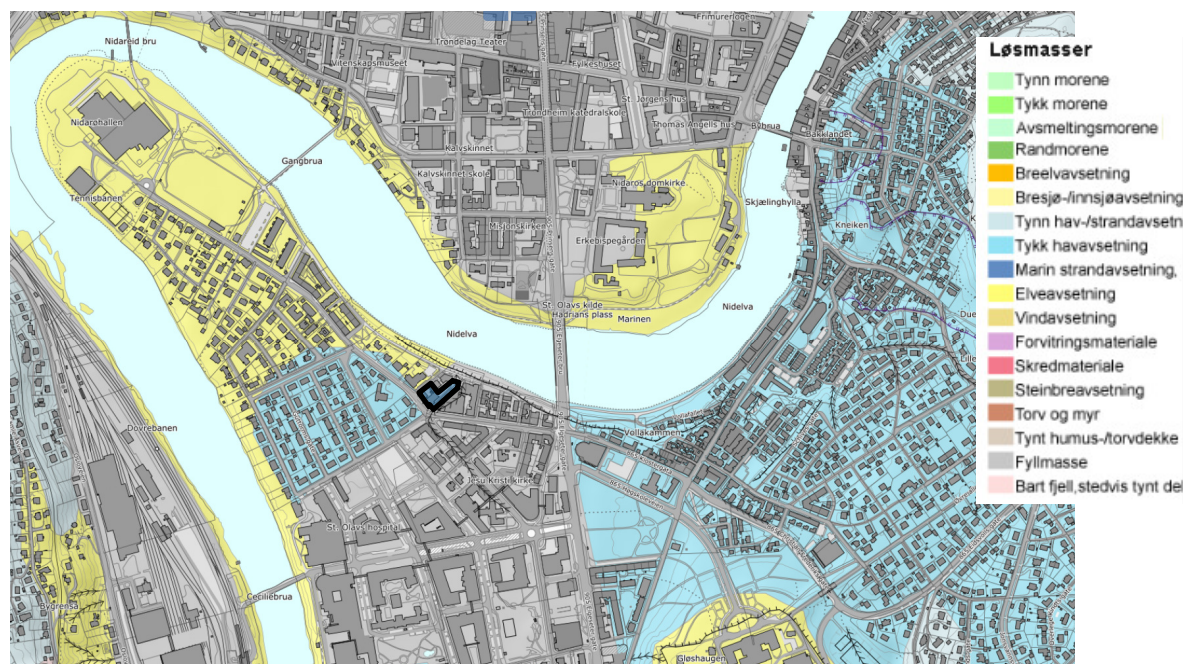 Løsmasser
Tynn morene
Tykk morene
Avsmeltingsmorene
Randmorene
Breelvavsetning
Bresjø-/innsjøavsetning
Tynn hav-/strandavsetn
Tykk havavsetning
Marin strandavsetning,
Elveavsetning
Vindavsetning
Forvitringsmateriale
Skredmateriale
Steinbreavsetning
Torv og myr
Tynt humus-/torvdekke
Fyllmasse
Bart fjell,stedvis tynt del
Frimurerlogen
Nidareid bru
Trøndelag Teater
Vitenskapsmuseet
Fylkeshuset
St. Jørgens hus
Nidarøhallen
Trondheim katedralskole
Thomas Angells hus
Bybrua
Bakklandet
Kalvskinnet
Gangbrua
Kalvskinnet skole
Nidaros domkirke
Tennisbanen
Skjælinghylla
Misjonskirken
Kneiken
Erkebispegården
St. Olavs kilde
Hadrians plass
Marinen
Nidelva
Nidelva
Due
Lille
Dovrebanen
Vollakammen
Jesu Kristi kirke
St. Olavs hospital
Ceciliebrua
Bygrensa
Gløshaugen